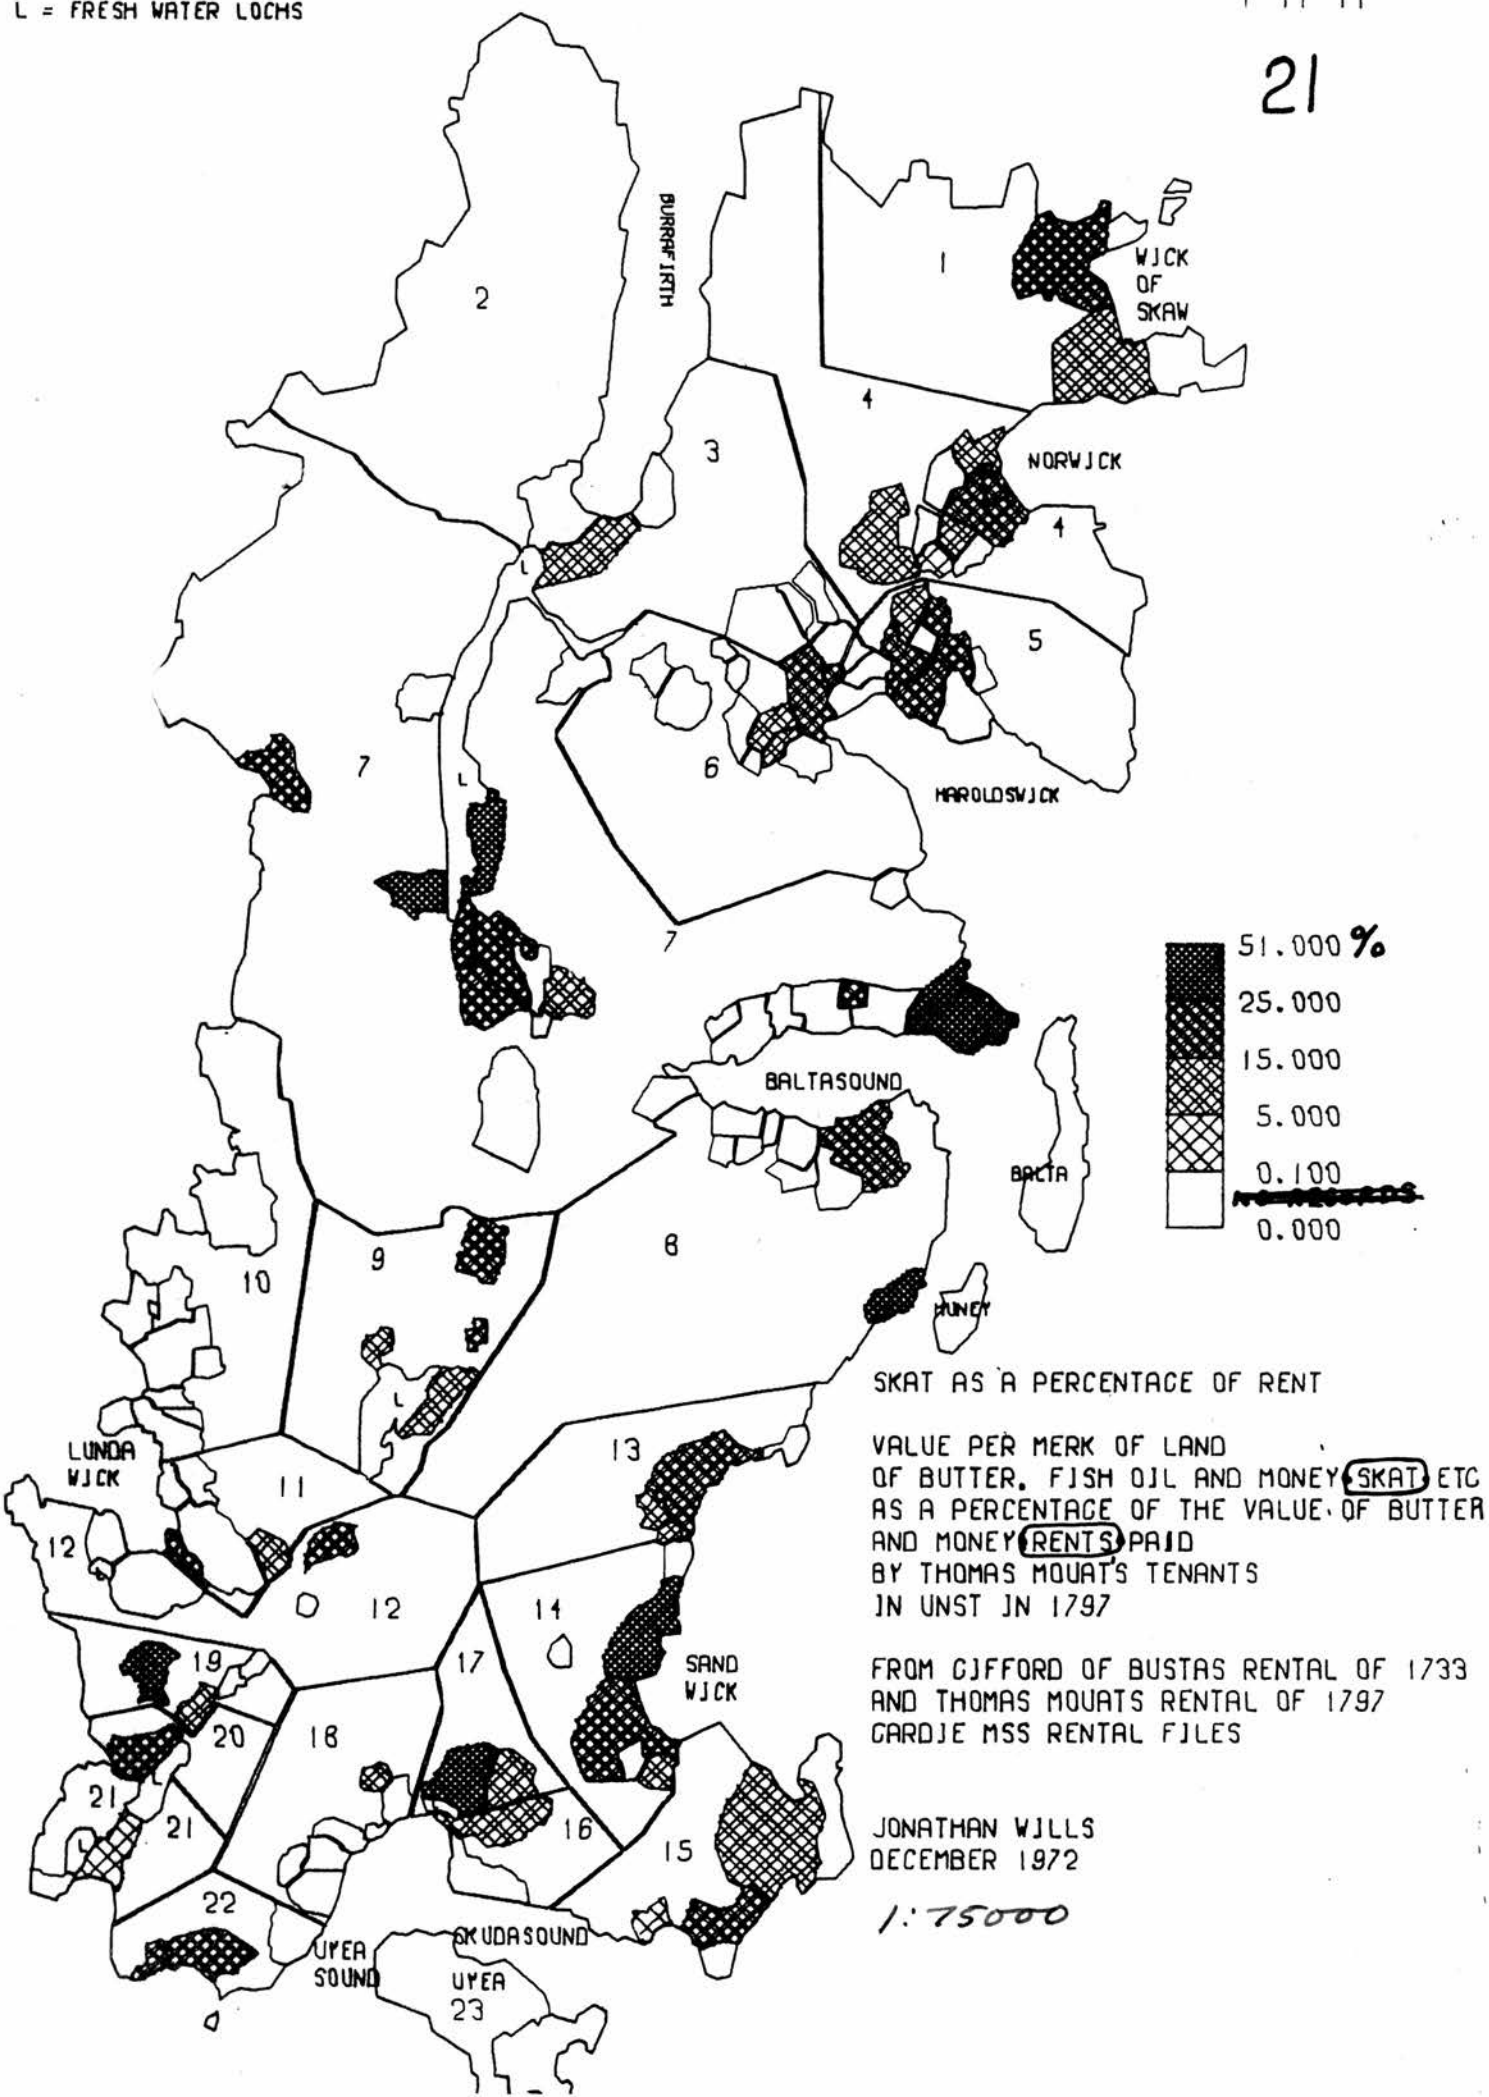 L = FRESH WATER LOCHS
21
BURRAFIRTH
1
WICK
OF
SKAW
2
4
3
NORWICK
4
L
5
7
6
L
HAROLDSWICK
7
51.000 %
25.000
15.000
5.000
0.100
0.000
BALTASOUND
BALTA
8
9
10
HUNEY
L
SKAT AS A PERCENTAGE OF RENT
VALUE PER MERK OF LAND
OF BUTTER, FISH OIL AND MONEY SKAT ETC
AS A PERCENTAGE OF THE VALUE OF BUTTER
AND MONEY RENTS PAID
BY THOMAS MOUAT'S TENANTS
IN UNST IN 1797
FROM GIFFORD OF BUSTAS RENTAL OF 1733
AND THOMAS MOUATS RENTAL OF 1797
GARDIE MSS RENTAL FILES
JONATHAN WILLS
DECEMBER 1972
1:75000
13
LUNDA
WICK
11
12
12
14
17
SAND
WICK
19
20
18
21
L
21
L
16
15
22
SKUDASOUND
UYEA
SOUND
UYEA
23